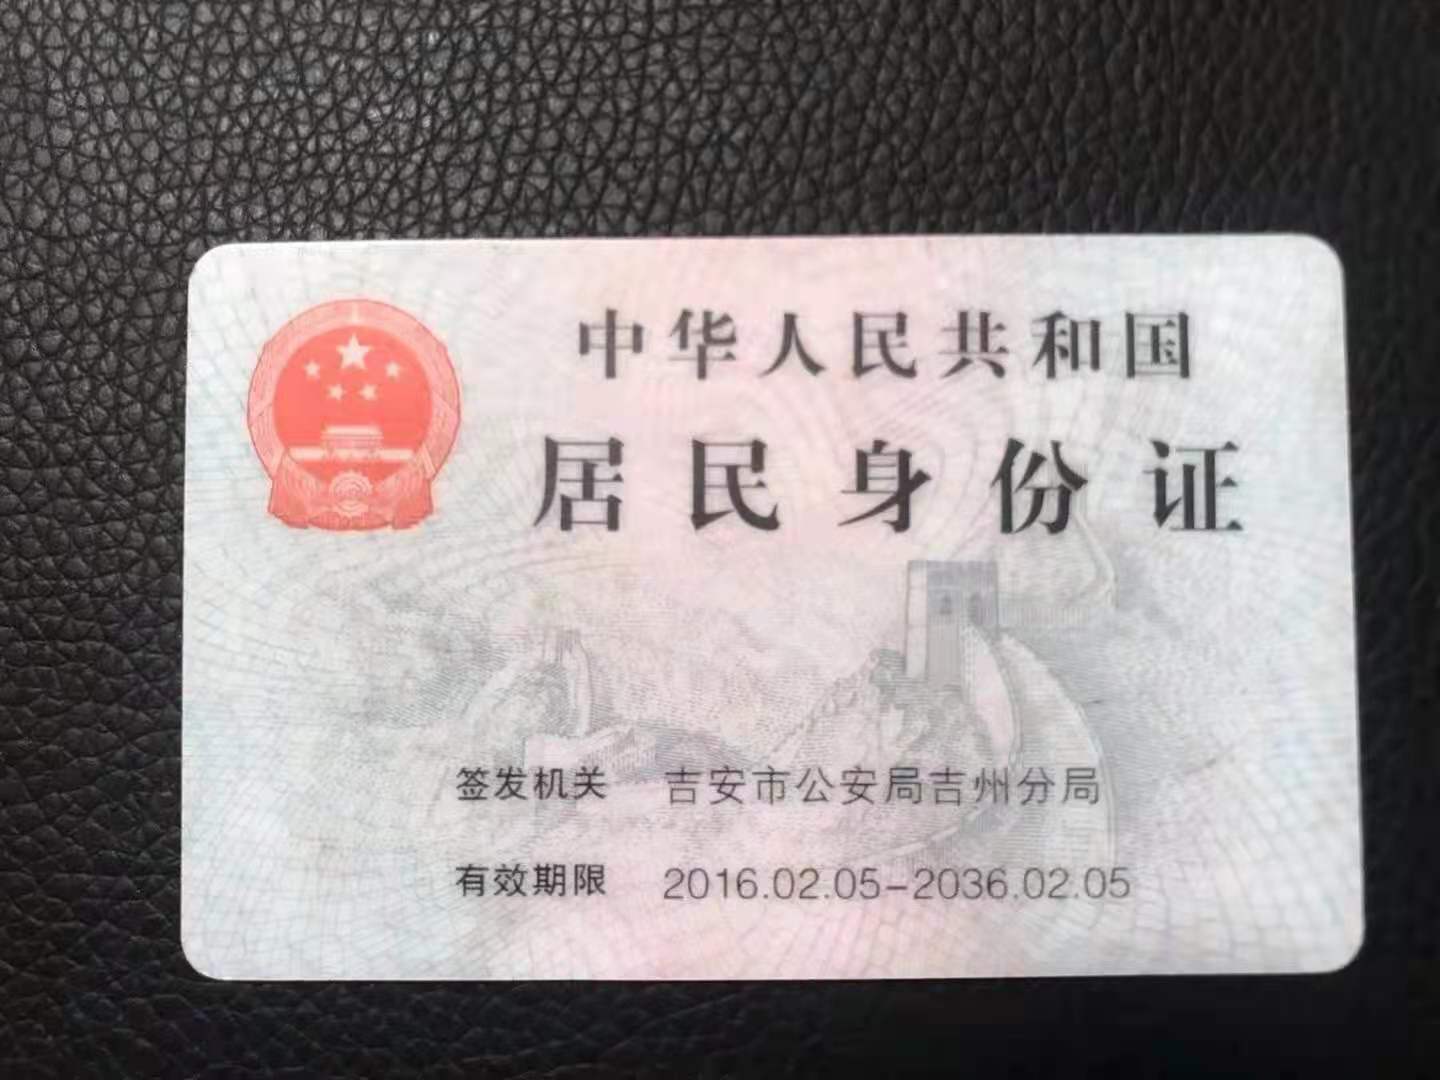 中华人民共和国
居民身份证
签发机关 吉安市公安局吉州分局
有效期限 2016.02.05-2036.02.05